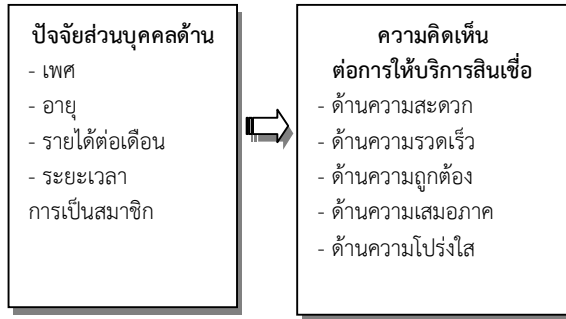 ปัจจัยส่วนบุคคลด้าน
- เพศ
- อายุ
- รายได้ต่อเดือน
- ระยะเวลา
การเป็นสมาชิก
ความคิดเห็น
ต่อการให้บริการสินเชื่อ
- ด้านความสะดวก
- ด้านความรวดเร็ว
- ด้านความถูกต้อง
- ด้านความเสมอภาค
- ด้านความโปร่งใส